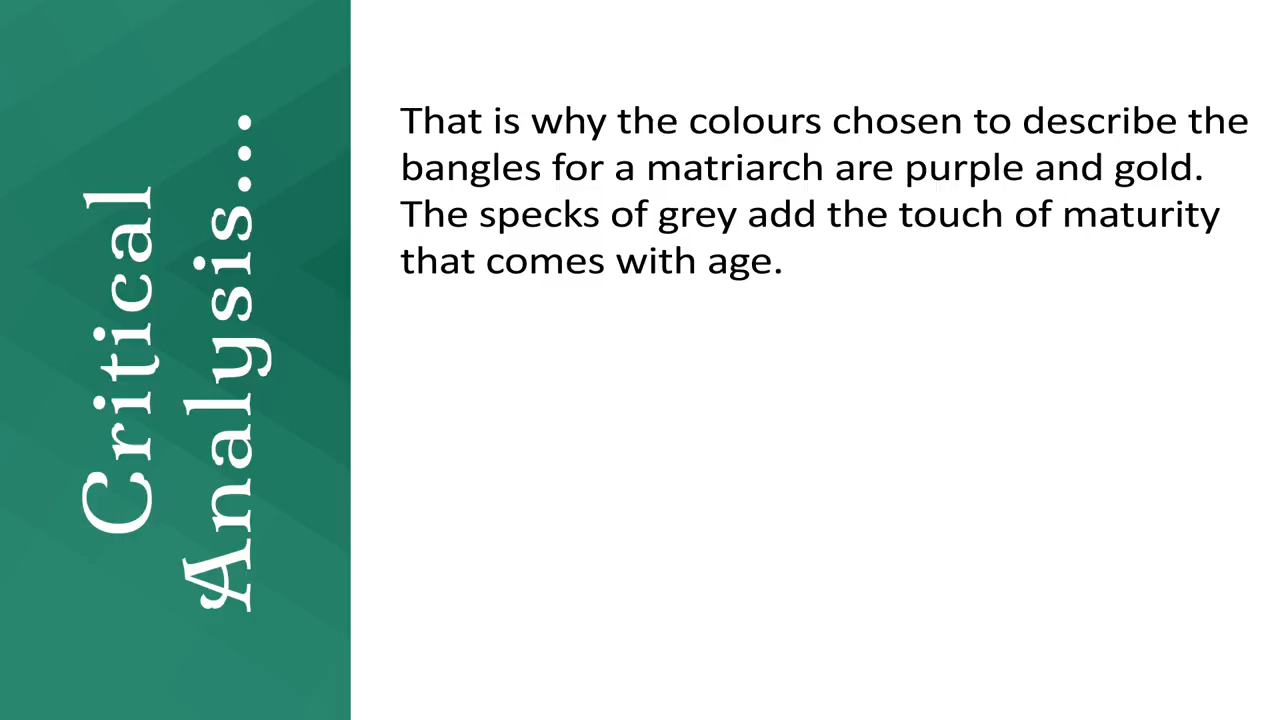 Critical
Analysis...
That is why the colours chosen to describe the
bangles for a matriarch are purple and gold.
The specks of grey add the touch of maturity
that comes with age.